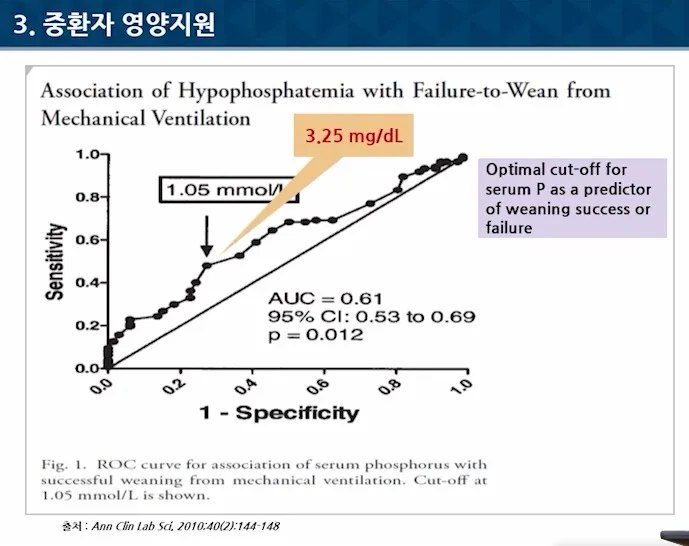 3. 중환자 영양지원
Association of Hypophosphatemia with Failure-to-Wean from
Mechanical Ventilation
3.25 mg/dL
1.05 mmol/L
Optimal cut-off for
serum P as a predictor
of weaning success or
failure
1.0
0.8
0.6
0.4
0.2
0.0
Sensitivity
AUC = 0.61
95% CI: 0.53 to 0.69
p = 0.012
0.0 0.2 0.4 0.6 0.8 1.0
1 - Specificity
Fig. 1. ROC curve for association of serum phosphorus with
successful weaning from mechanical ventilation. Cut-off at
1.05 mmol/L is shown.
출처 : Ann Clin Lab Sci, 2010;40(2):144-148